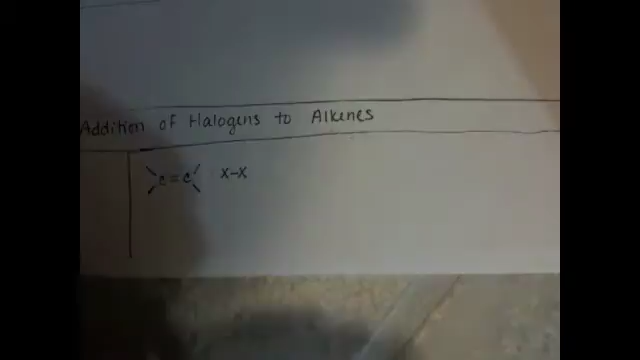 Addition of Halogens to Alkenes
C=C X-X